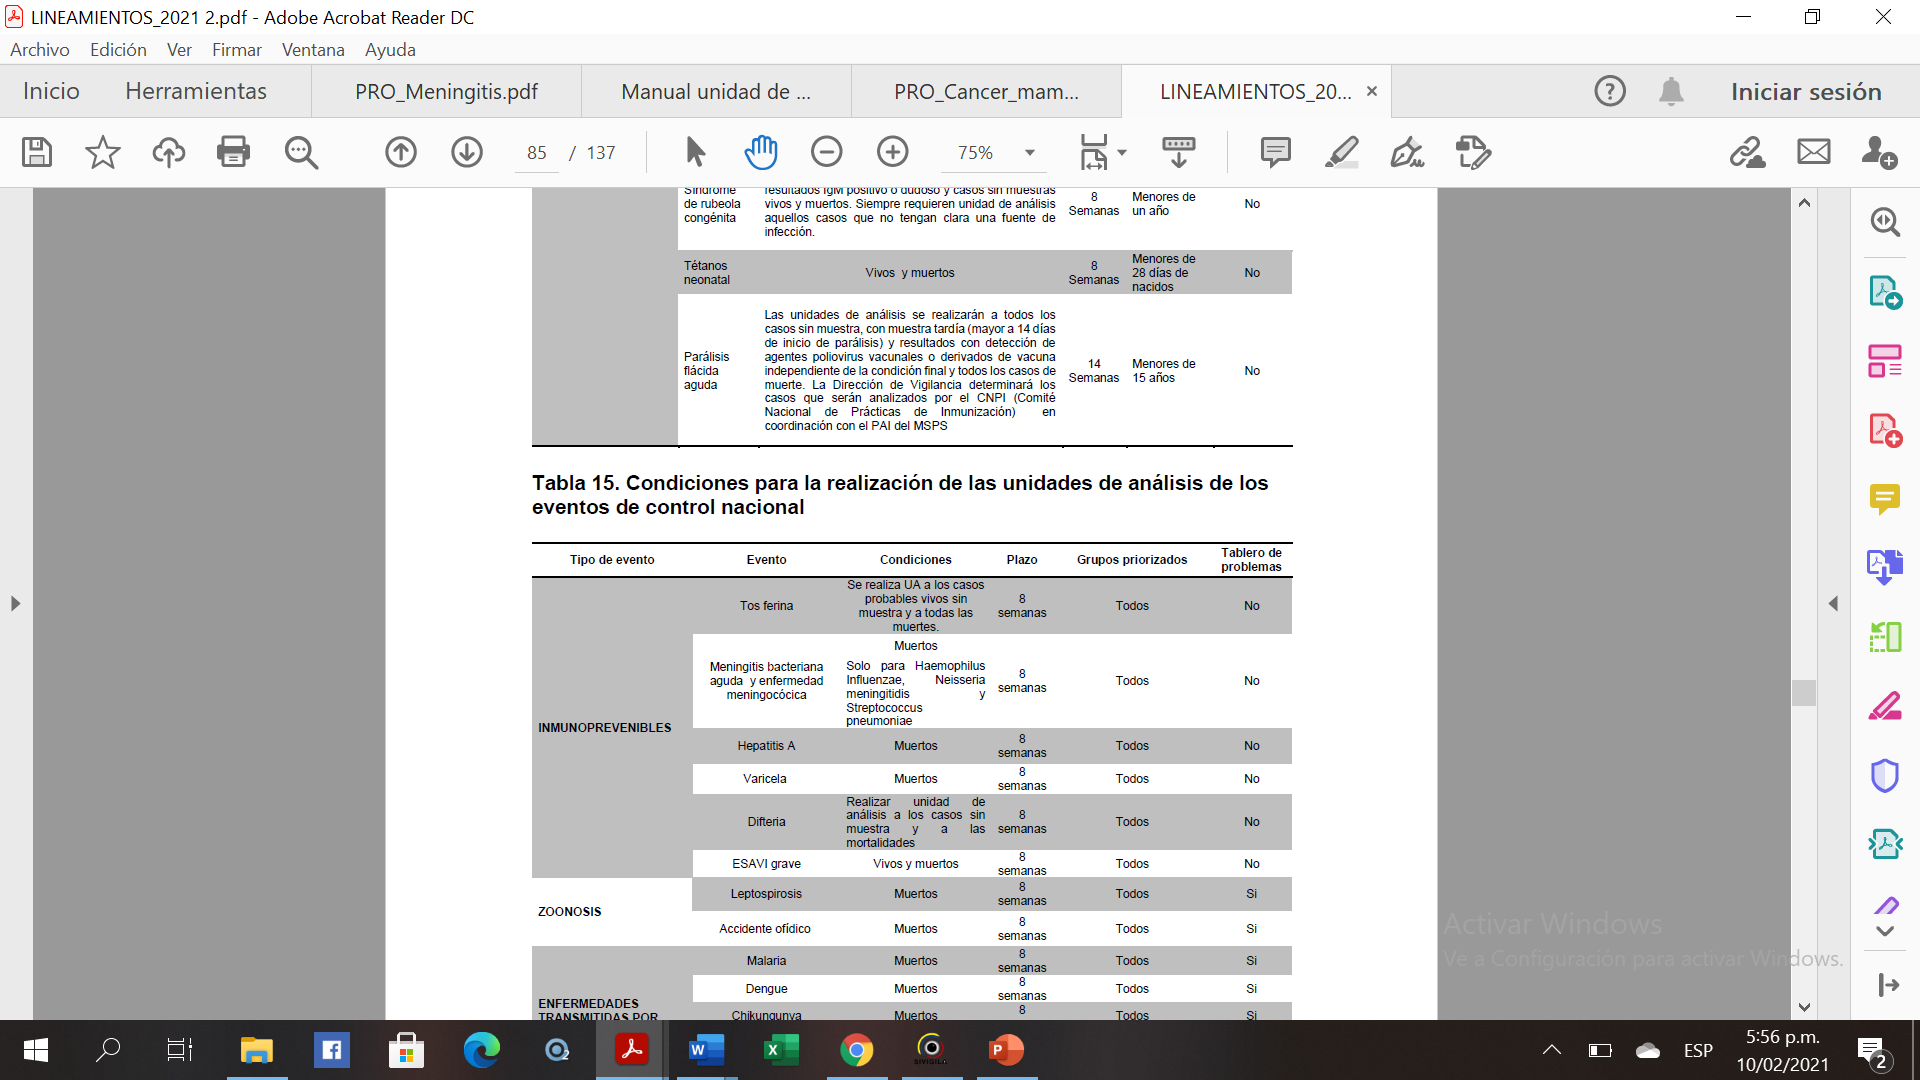 LINEAMIENTOS_2021 2.pdf - Adobe Acrobat Reader DC
Archivo Edición Ver Firmar Ventana Ayuda
Inicio Herramientas PRO_Meningitis.pdf Manual unidad de ... PRO_Cancer_mam... LINEAMIENTOS_20... × Iniciar sesión
85 / 137 75%
Síndrome de rubeola congénita
resultados IgM positivo o dudoso y casos sin muestras
vivos y muertos. Siempre requieren unidad de análisis
aquellos casos que no tengan clara una fuente de
infección.
8 Semanas
Menores de un año
No
Tétanos neonatal
Vivos y muertos
8 Semanas
Menores de 28 días de nacidos
No
Parálisis flácida aguda
Las unidades de análisis se realizarán a todos los
casos sin muestra, con muestra tardía (mayor a 14 días
de inicio de parálisis) y resultados con detección de
agentes poliovirus vacunales o derivados de vacuna
independiente de la condición final y todos los casos de
muerte. La Dirección de Vigilancia determinará los
casos que serán analizados por el CNPI (Comité
Nacional de Prácticas de Inmunización) en
coordinación con el PAI del MSPS
14 Semanas
Menores de 15 años
No
Tabla 15. Condiciones para la realización de las unidades de análisis de los
eventos de control nacional
Tipo de evento Evento Condiciones Plazo Grupos priorizados Tablero de problemas
INMUNOPREVENIBLES
Tos ferina
Se realiza UA a los casos
probables vivos sin
muestra y a todas las
muertes.
8 semanas
Todos
No
Meningitis bacteriana
aguda y enfermedad
meningocócica
Muertos
Solo para Haemophilus
Influenzae, Neisseria
meningitidis y
Streptococcus
pneumoniae
8 semanas
Todos
No
Hepatitis A Muertos 8 semanas Todos No
Varicela Muertos 8 semanas Todos No
Difteria
Realizar unidad de
análisis a los casos sin
muestra y a las
mortalidades
8 semanas
Todos
No
ESAVI grave Vivos y muertos 8 semanas Todos No
ZOONOSIS
Leptospirosis Muertos 8 semanas Todos Si
Accidente ofídico Muertos 8 semanas Todos Si
ENFERMEDADES
TRANSMITIDAS POR
Malaria Muertos 8 semanas Todos Si
Dengue Muertos 8 semanas Todos Si
Chikungunya Muertos 8 Todos Si
Activar Windows
Ve a Configuración para activar Windows.
ESP
5:56 p.m.
10/02/2021
2